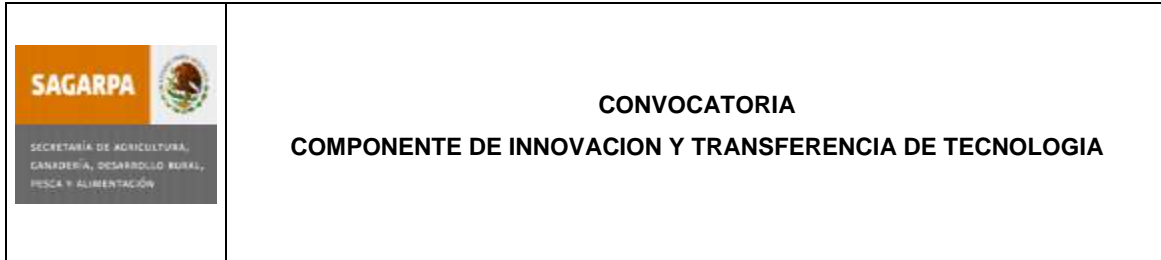 SAGARPA
SECRETARÍA DE AGRICULTURA,
GANADERÍA, DESARROLLO RURAL,
PESCA Y ALIMENTACIÓN
CONVOCATORIA
COMPONENTE DE INNOVACION Y TRANSFERENCIA DE TECNOLOGIA